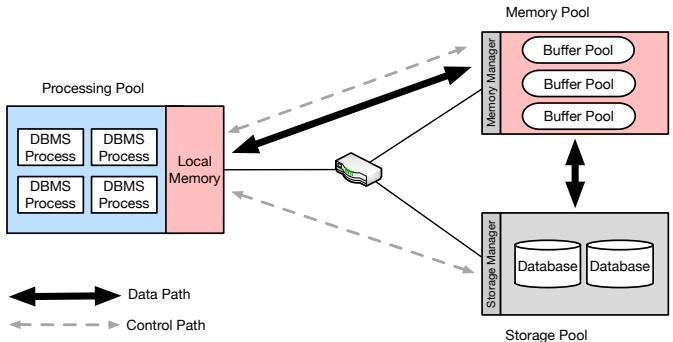 Memory Pool
Memory Manager
Buffer Pool
Buffer Pool
Buffer Pool
Processing Pool
DBMS
Process
DBMS
Process
DBMS
Process
DBMS
Process
Local
Memory
Storage Manager
Database
Database
Storage Pool
Data Path
Control Path